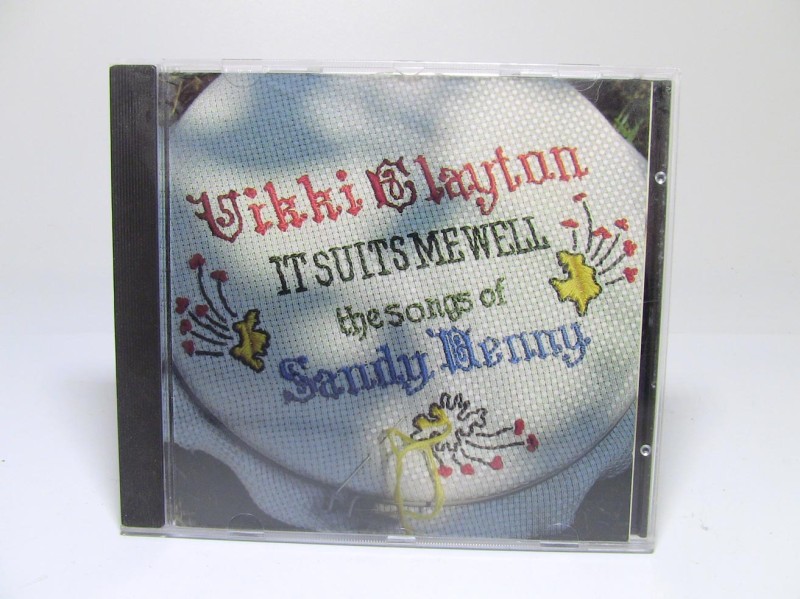 Vikki Clayton
IT SUITS ME WELL
the songs of
Sandy Denny